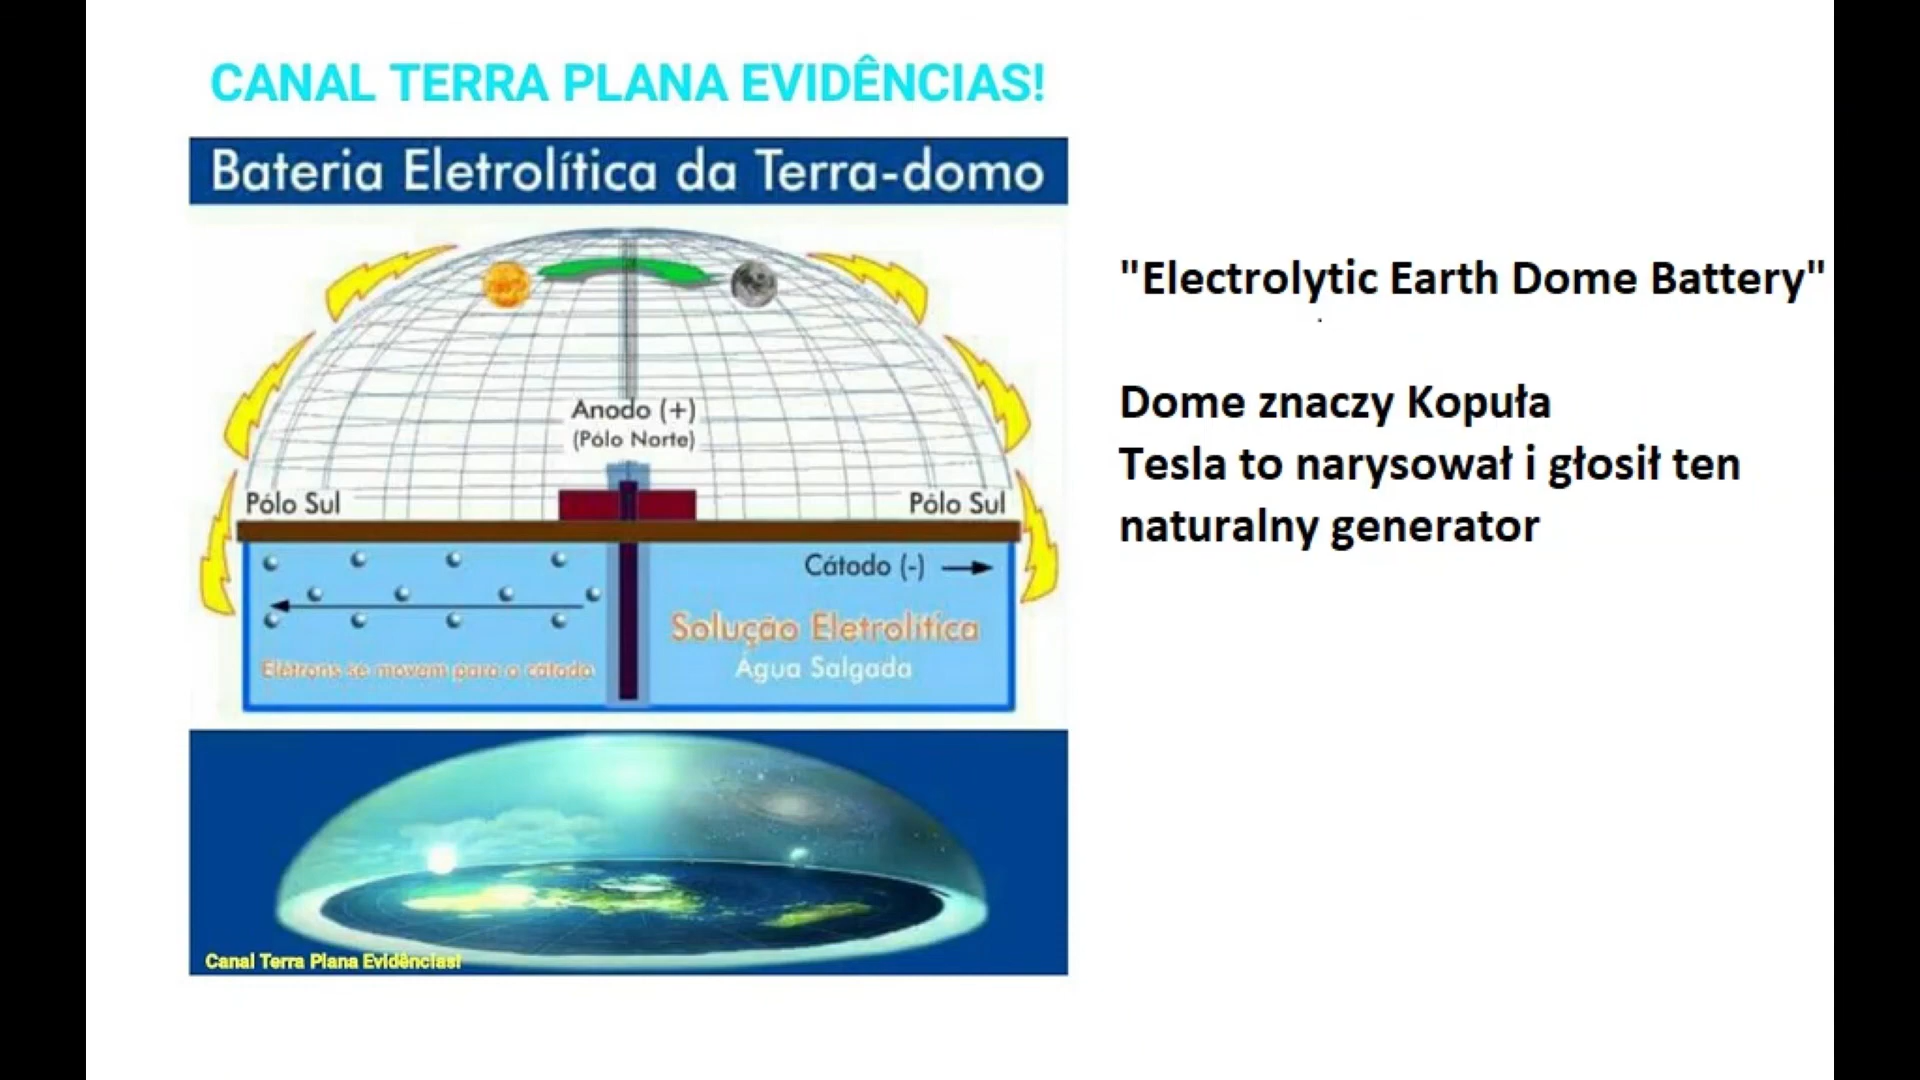 CANAL TERRA PLANA EVIDÊNCIAS!
Bateria Eletrolítica da Terra-domo
Anodo (+)
(Pólo Norte)
Pólo Sul
Pólo Sul
Cátodo (-)
Solução Eletrolítica
Água Salgada
Elétrons se movam para o cátodo
Canal Terra Plana Evidências!
"Electrolytic Earth Dome Battery"
Dome znaczy Kopuła
Tesla to narysował i głosił ten
naturalny generator